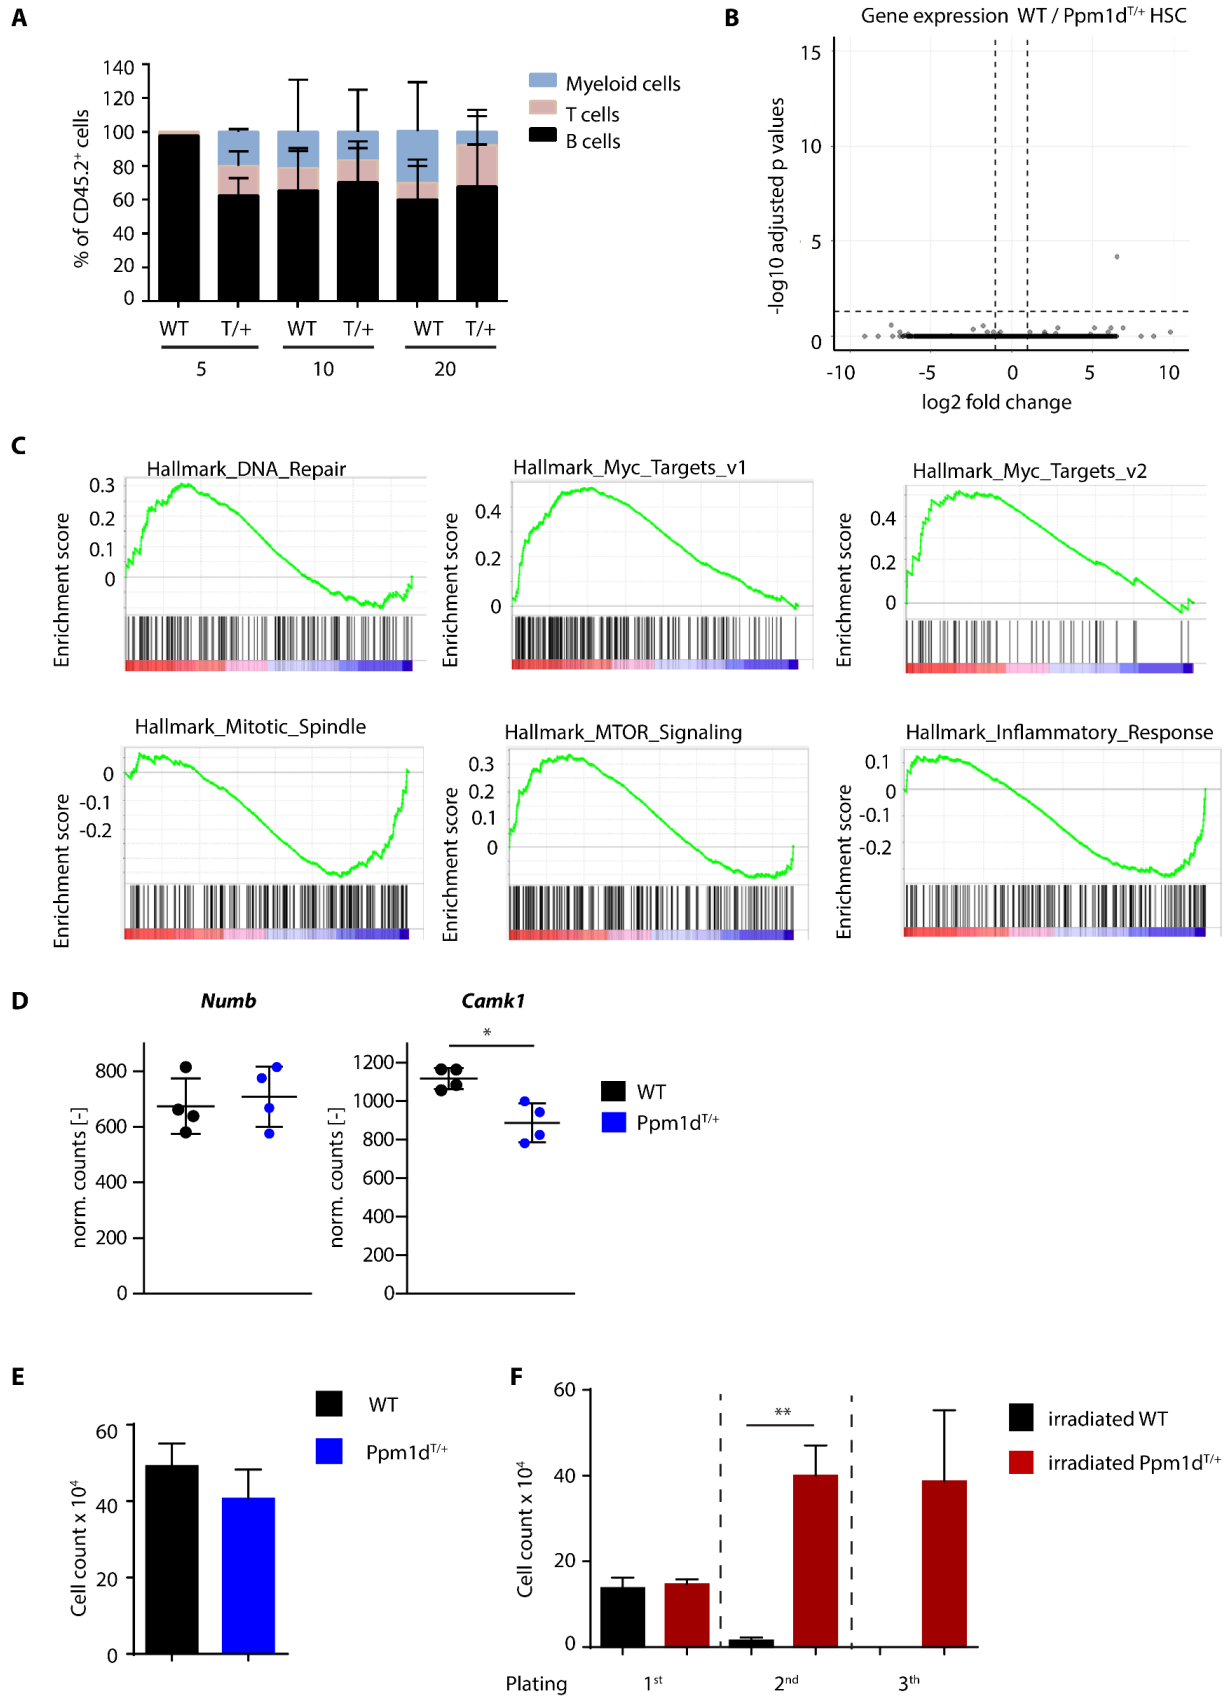 A
% of CD45.2⁺ cells
140
120
100
80
60
40
20
0
WT T/+ WT T/+ WT T/+
5 10 20
Myeloid cells
T cells
B cells
B
Gene expression WT / Ppm1dᵀ/⁺ HSC
-log10 adjusted p values
15
10
5
0
-10 -5 0 5 10
log2 fold change
C
Hallmark_DNA_Repair
Enrichment score
0.3
0.2
0.1
0
Hallmark_Myc_Targets_v1
Enrichment score
0.4
0.2
0
Hallmark_Myc_Targets_v2
Enrichment score
0.4
0.2
0
Hallmark_Mitotic_Spindle
Enrichment score
0
-0.1
-0.2
Hallmark_MTOR_Signaling
Enrichment score
0.3
0.2
0.1
0
Hallmark_Inflammatory_Response
Enrichment score
0.1
0
-0.1
-0.2
D
Numb
norm. counts [-]
800
600
400
200
0
Camk1
*
norm. counts [-]
1200
1000
800
600
400
200
0
WT
Ppm1dᵀ/⁺
E
Cell count x 10⁴
60
40
20
0
WT
Ppm1dᵀ/⁺
F
Cell count x 10⁴
60
40
20
0
**
Plating 1ˢᵗ 2ⁿᵈ 3ᵗʰ
irradiated WT
irradiated Ppm1dᵀ/⁺